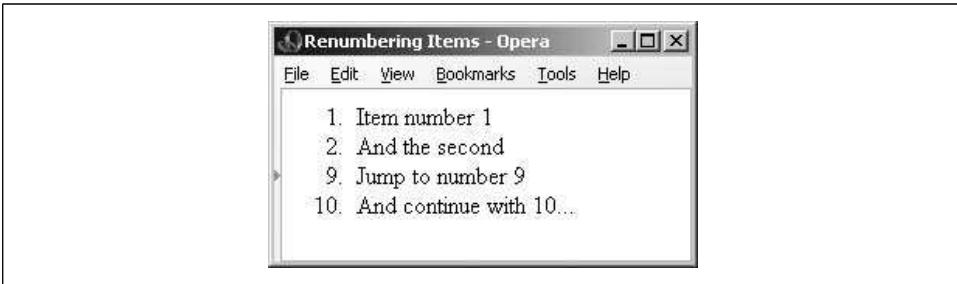 Renumbering Items - Opera
File Edit View Bookmarks Tools Help
1. Item number 1
2. And the second
9. Jump to number 9
10. And continue with 10...